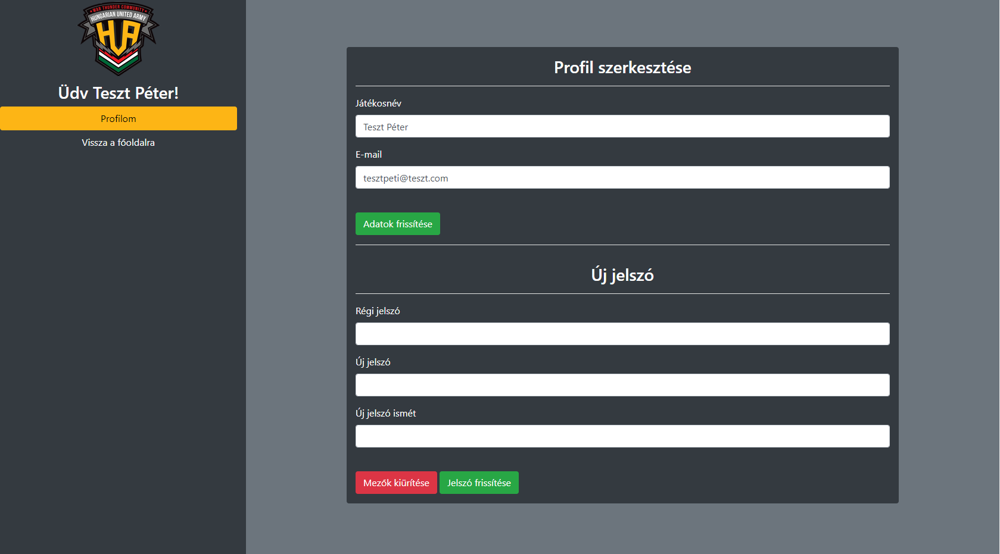 WAR THUNDER COMMUNITY
HUNGARIAN UNITED ARMY
HUA
Üdv Teszt Péter!
Profilom
Vissza a főoldalra
Profil szerkesztése
Játékosnév
Teszt Péter
E-mail
tesztpeti@teszt.com
Adatok frissítése
Új jelszó
Régi jelszó
Új jelszó
Új jelszó ismét
Mezők kiürítése
Jelszó frissítése